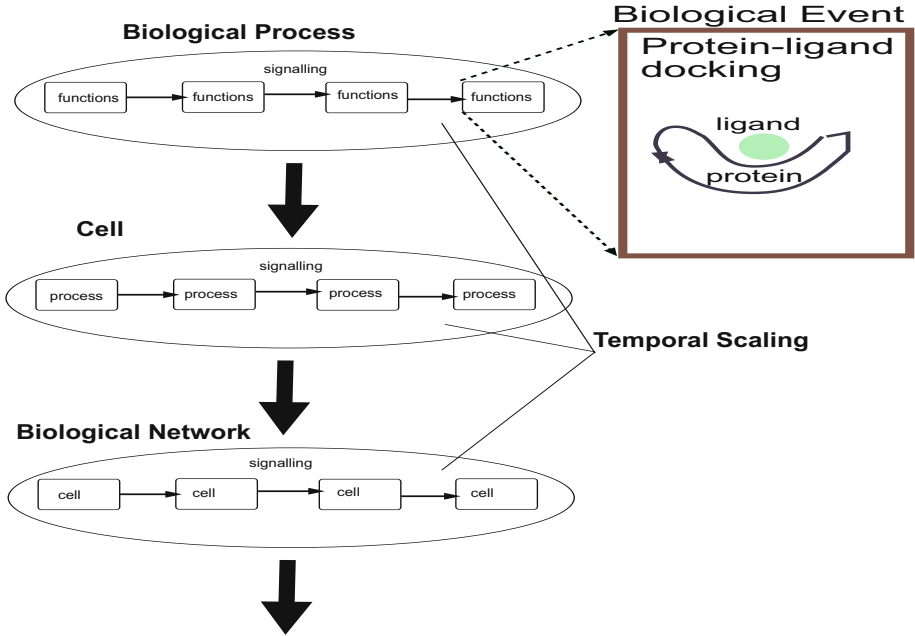 Biological Process
signalling
functions
functions
functions
functions
Biological Event
Protein-ligand
docking
ligand
protein
Cell
signalling
process
process
process
process
Temporal Scaling
Biological Network
signalling
cell
cell
cell
cell